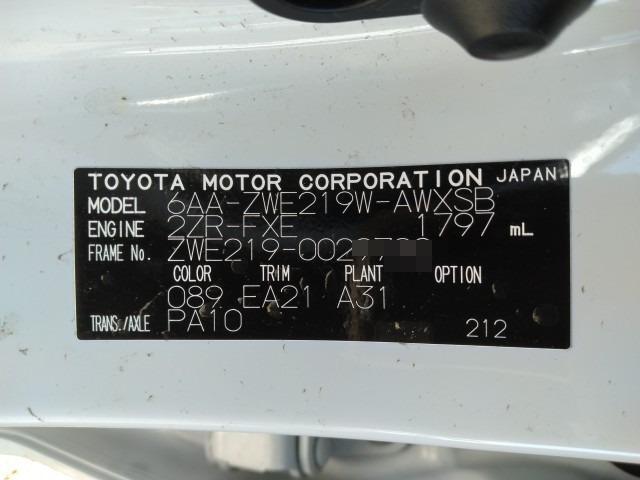 TOYOTA MOTOR CORPORATION JAPAN
MODEL 6AA-ZWE219W-AWXSB
ENGINE 2ZR-FXE 1797 mL
FRAME No.
COLOR TRIM PLANT OPTION
089 EA21 A31
TRANS./AXLE PA10 212